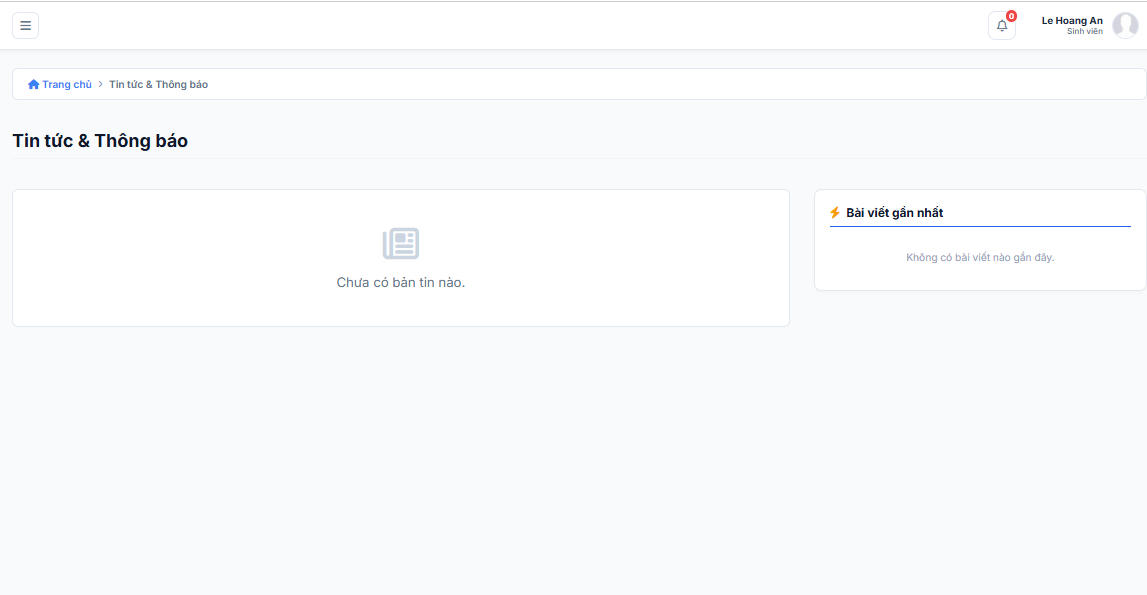 0
Le Hoang An
Sinh viên
Trang chủ > Tin tức & Thông báo
Tin tức & Thông báo
Chưa có bản tin nào.
Bài viết gần nhất
Không có bài viết nào gần đây.